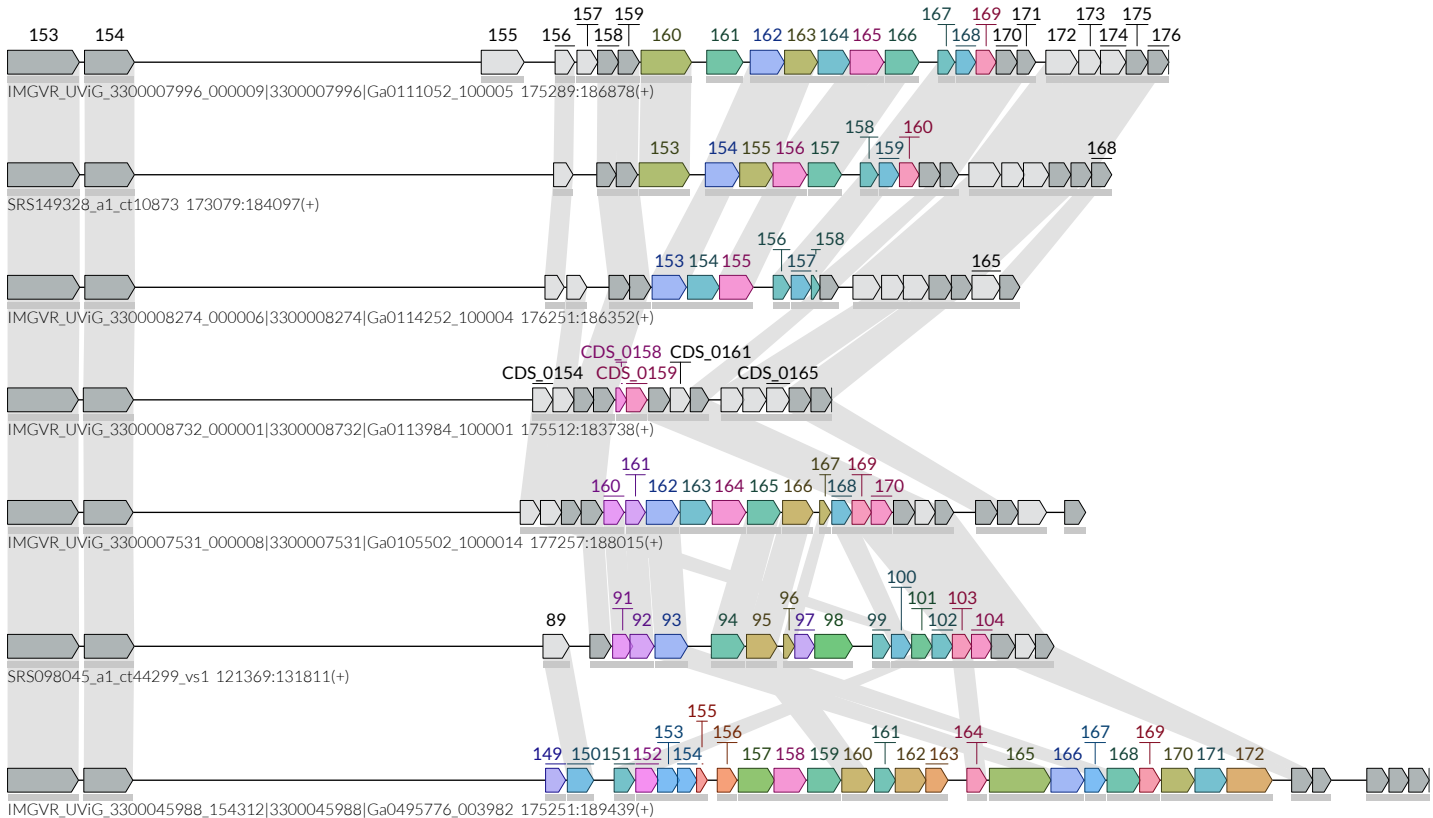 157 159 167 169 171 173 175
153 154 155 156 158 160 161 162 163 164 165 166 168 170 172 174 176
IMGVR_UViG_3300007996_000009|3300007996|Ga0111052_100005 175289:186878(+)
158 160
153 154 155 156 157 159 168
SRS149328_a1_ct10873 173079:184097(+)
156 158
153 154 155 157 165
IMGVR_UViG_3300008274_000006|3300008274|Ga0114252_100004 176251:186352(+)
CDS_0158 CDS_0161
CDS_0154 CDS_0159 CDS_0165
IMGVR_UViG_3300008732_000001|3300008732|Ga0113984_100001 175512:183738(+)
161 167 169
160 162 163 164 165 166 168 170
IMGVR_UViG_3300007531_000008|3300007531|Ga0105502_1000014 177257:188015(+)
100
91 96 101 103
89 92 93 94 95 97 98 99 102 104
SRS098045_a1_ct44299_vs1 121369:131811(+)
155
153 156 161 164 167 169
149 150 151 152 154 157 158 159 160 162 163 165 166 168 170 171 172
IMGVR_UViG_3300045988_154312|3300045988|Ga0495776_003982 175251:189439(+)